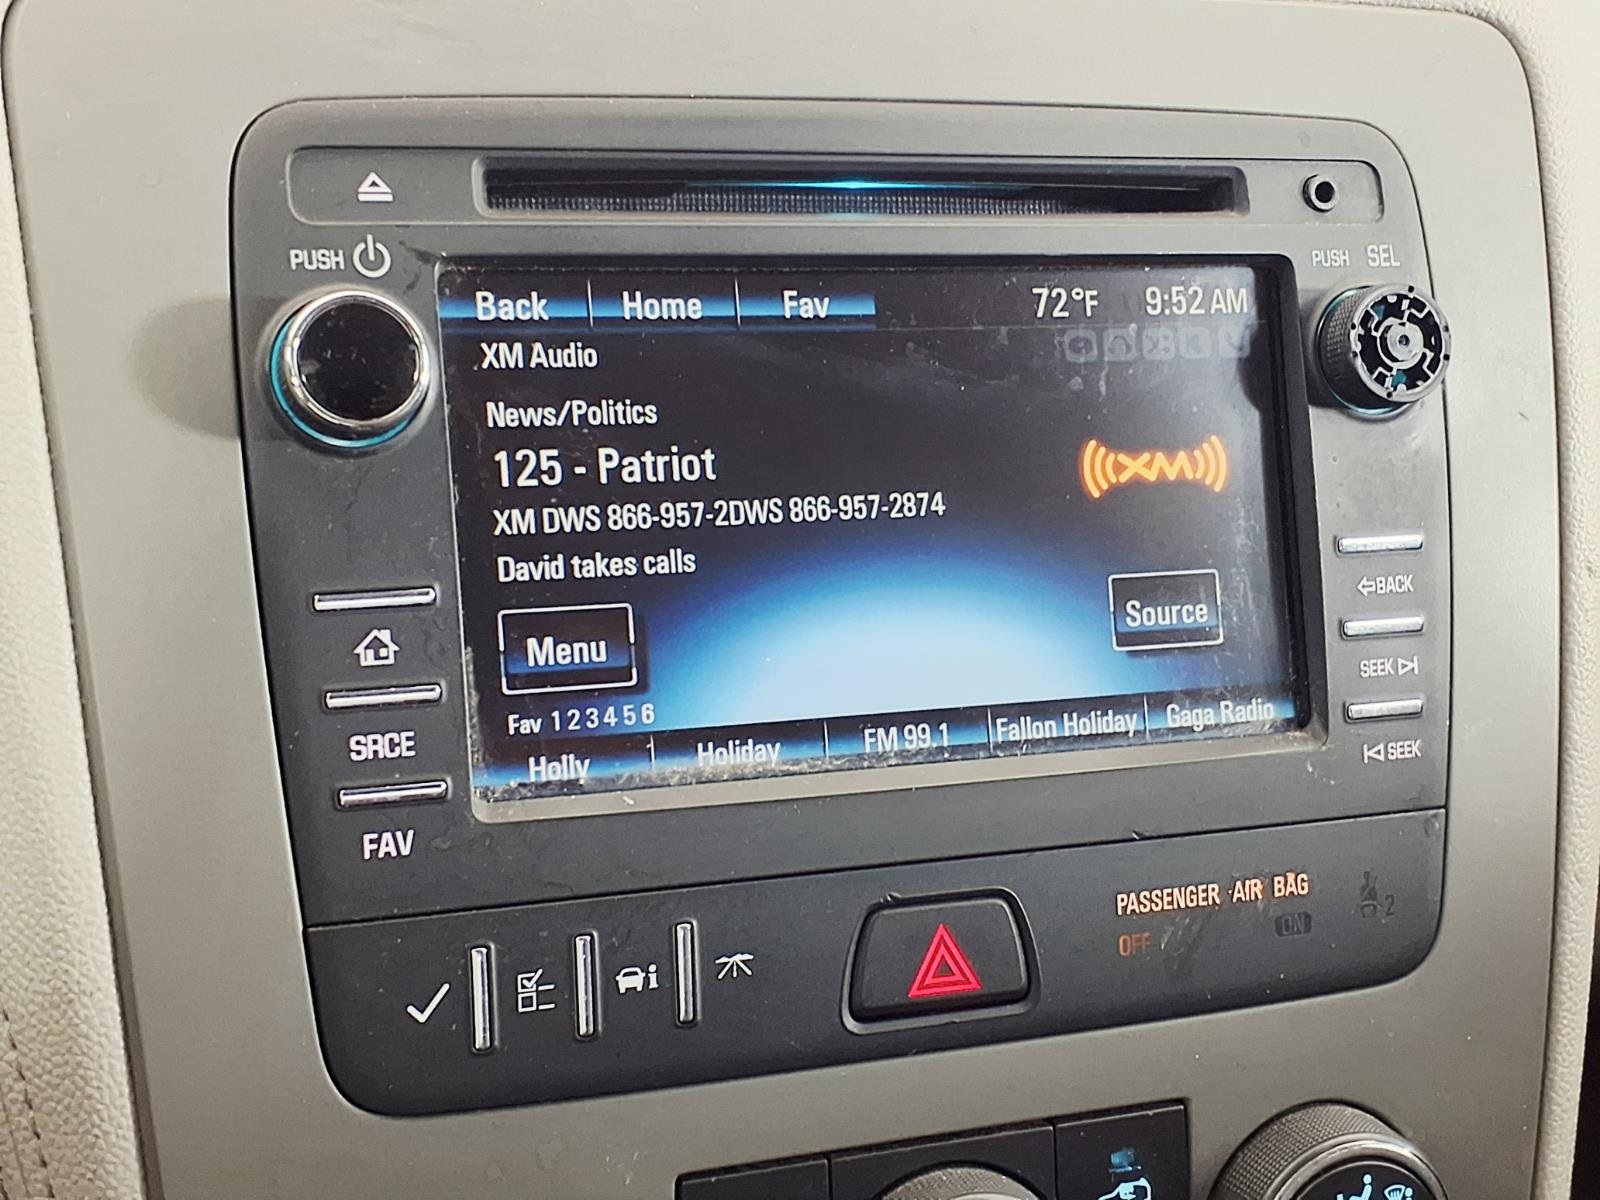 PUSH
PUSH SEL
Back Home Fav 72°F 9:52 AM
XM Audio
News/Politics
125 - Patriot
XM
XM DWS 866-957-2DWS 866-957-2874
David takes calls
Menu
Source
Fav 1 2 3 4 5 6
Holly Holiday FM 99.1 Fallon Holiday Gaga Radio
SRCE
FAV
BACK
SEEK
SEEK
PASSENGER AIR BAG
OFF ON
2